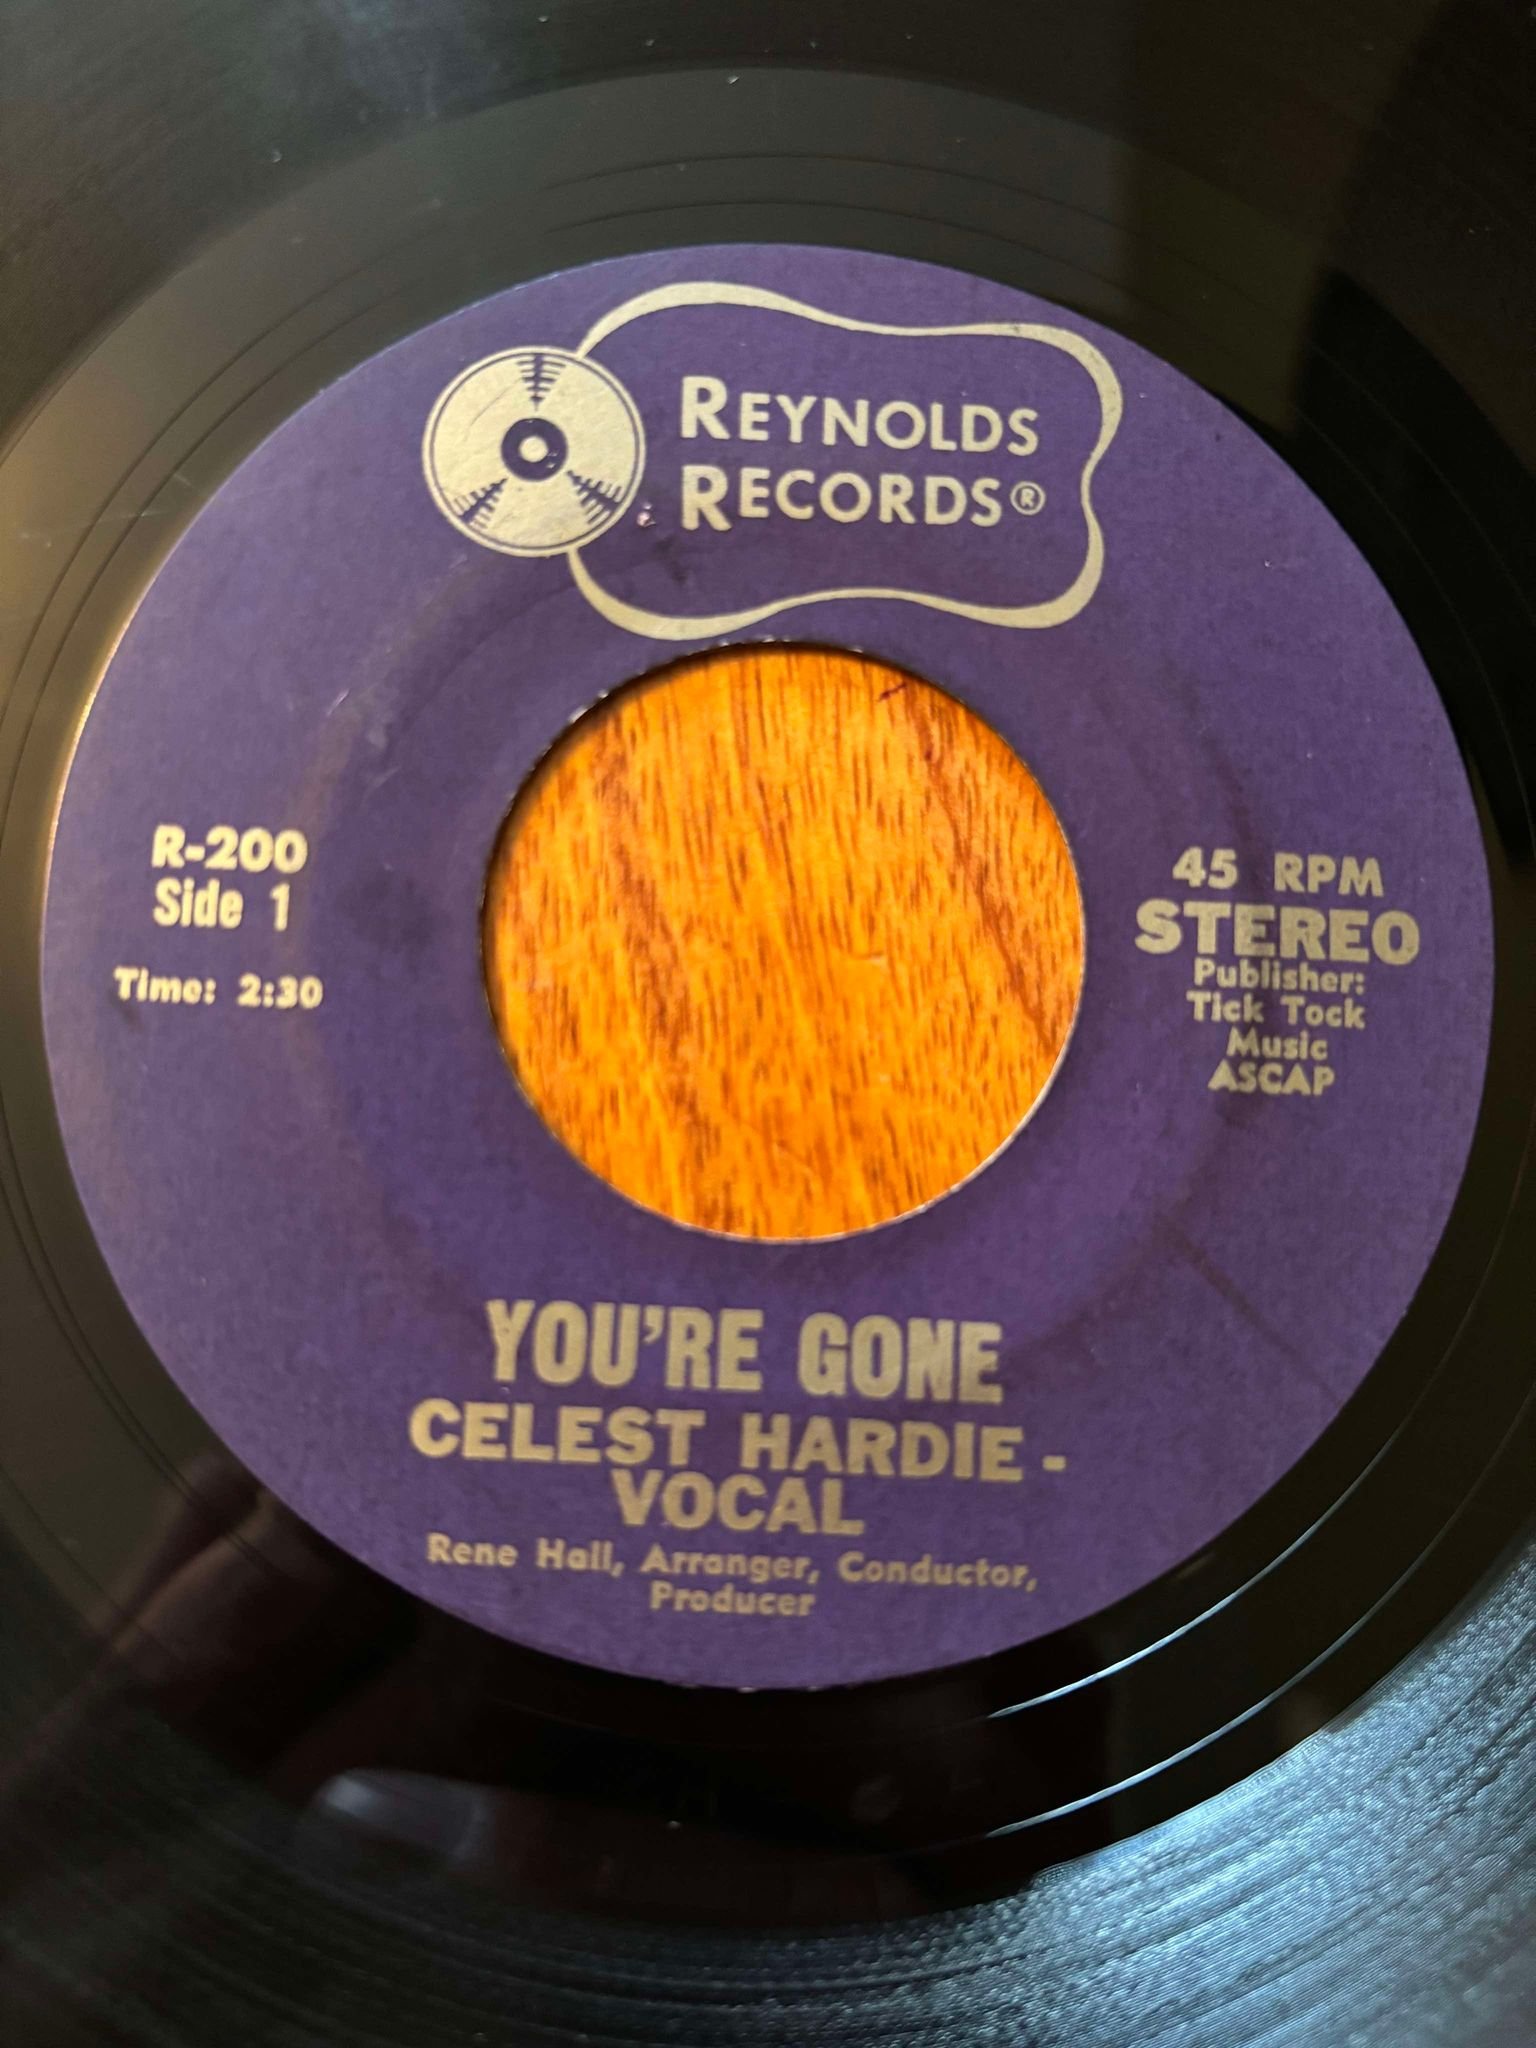 REYNOLDS
RECORDS®
R-200
Side 1
Time: 2:30
45 RPM
STEREO
Publisher:
Tick Tock
Music
ASCAP
YOU'RE GONE
CELEST HARDIE -
VOCAL
Rene Hall, Arranger, Conductor,
Producer